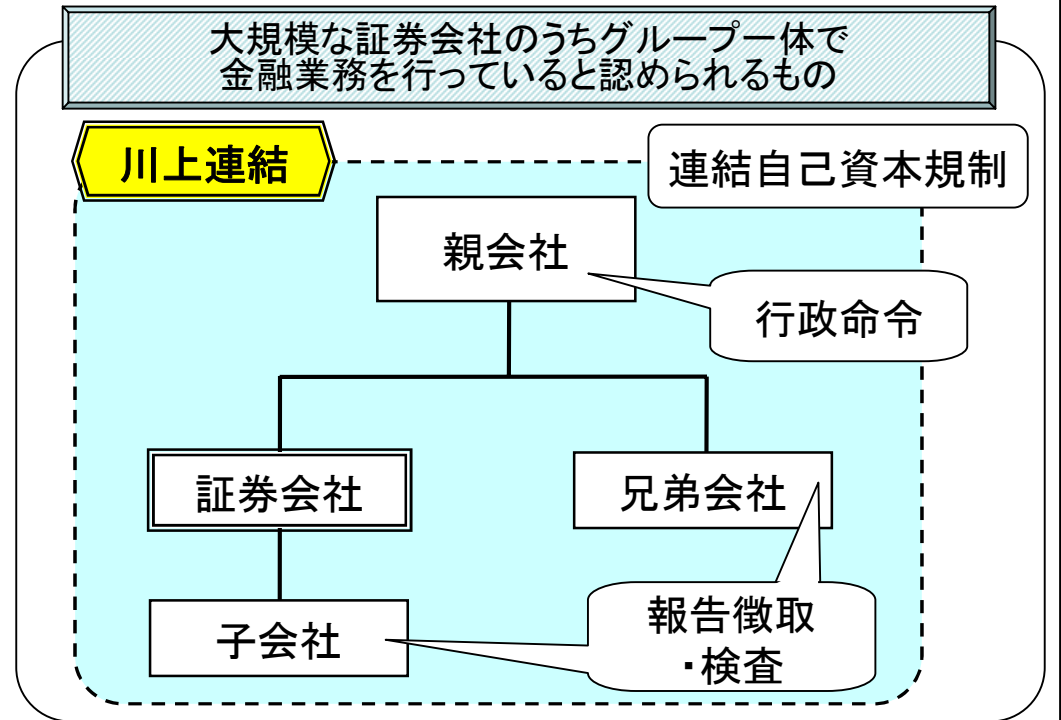 大規模な証券会社のうちグループ一体で
金融業務を行っていると認められるもの
川上連結
連結自己資本規制
親会社
行政命令
証券会社
兄弟会社
子会社
報告徴取
・検査